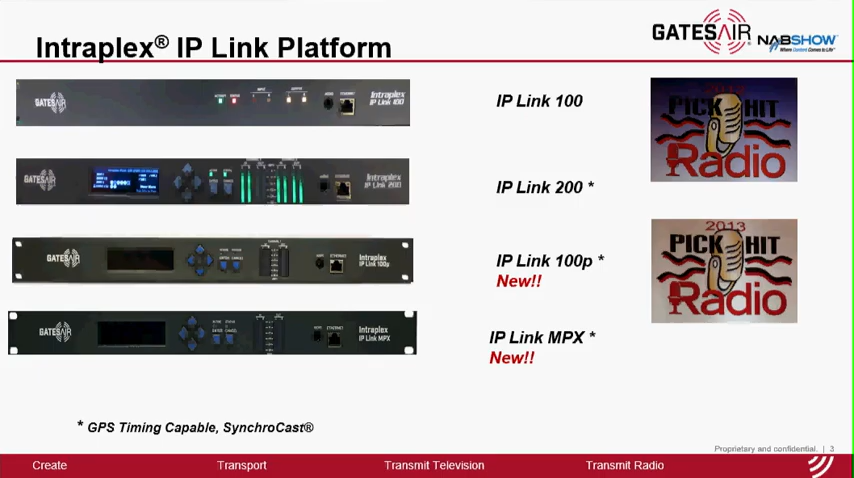 Intraplex® IP Link Platform
GATESAIR
NABSHOW
Where Content Comes to Life
GATESAIR
Intraplex
IP Link 100
IP Link 100
2013
PICK HIT
Radio
GATESAIR
Intraplex
IP Link 200
IP Link 200 *
GATESAIR
ETHERNET
Intraplex
IP Link 100p
IP Link 100p *
New!!
2013
PICK HIT
Radio
GATESAIR
ETHERNET
Intraplex
IP Link MPX
IP Link MPX *
New!!
* GPS Timing Capable, SynchroCast®
Proprietary and confidential. | 3
Create
Transport
Transmit Television
Transmit Radio